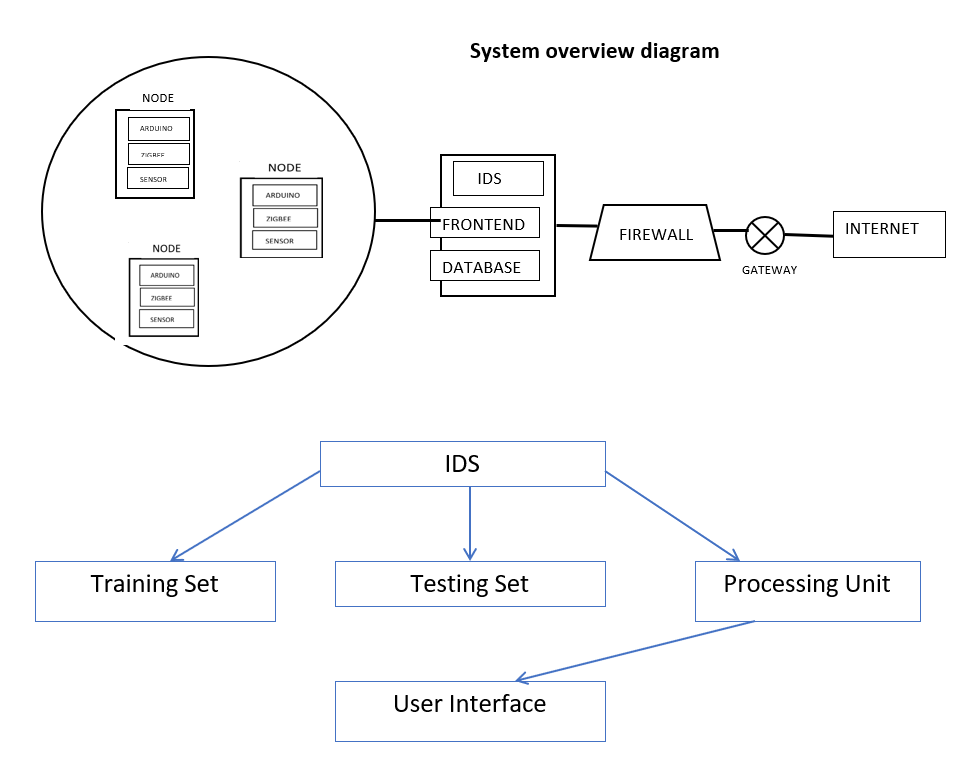 System overview diagram
NODE
ARDUINO
ZIGBEE
SENSOR
NODE
ARDUINO
ZIGBEE
SENSOR
NODE
ARDUINO
ZIGBEE
SENSOR
IDS
FRONTEND
DATABASE
FIREWALL
GATEWAY
INTERNET
IDS
Training Set
Testing Set
Processing Unit
User Interface